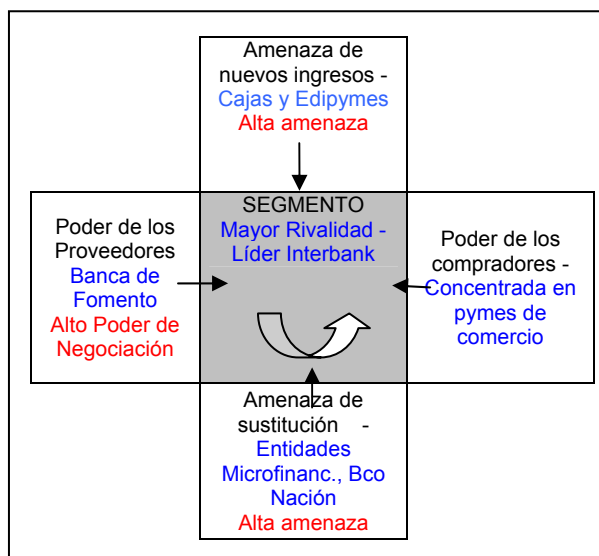 Amenaza de
nuevos ingresos -
Cajas y Edipymes
Alta amenaza
SEGMENTO
Mayor Rivalidad -
Líder Interbank
Poder de los
Proveedores
Banca de
Fomento
Alto Poder de
Negociación
Poder de los
compradores -
Concentrada en
pymes de
comercio
Amenaza de
sustitución -
Entidades
Microfinanc., Bco
Nación
Alta amenaza